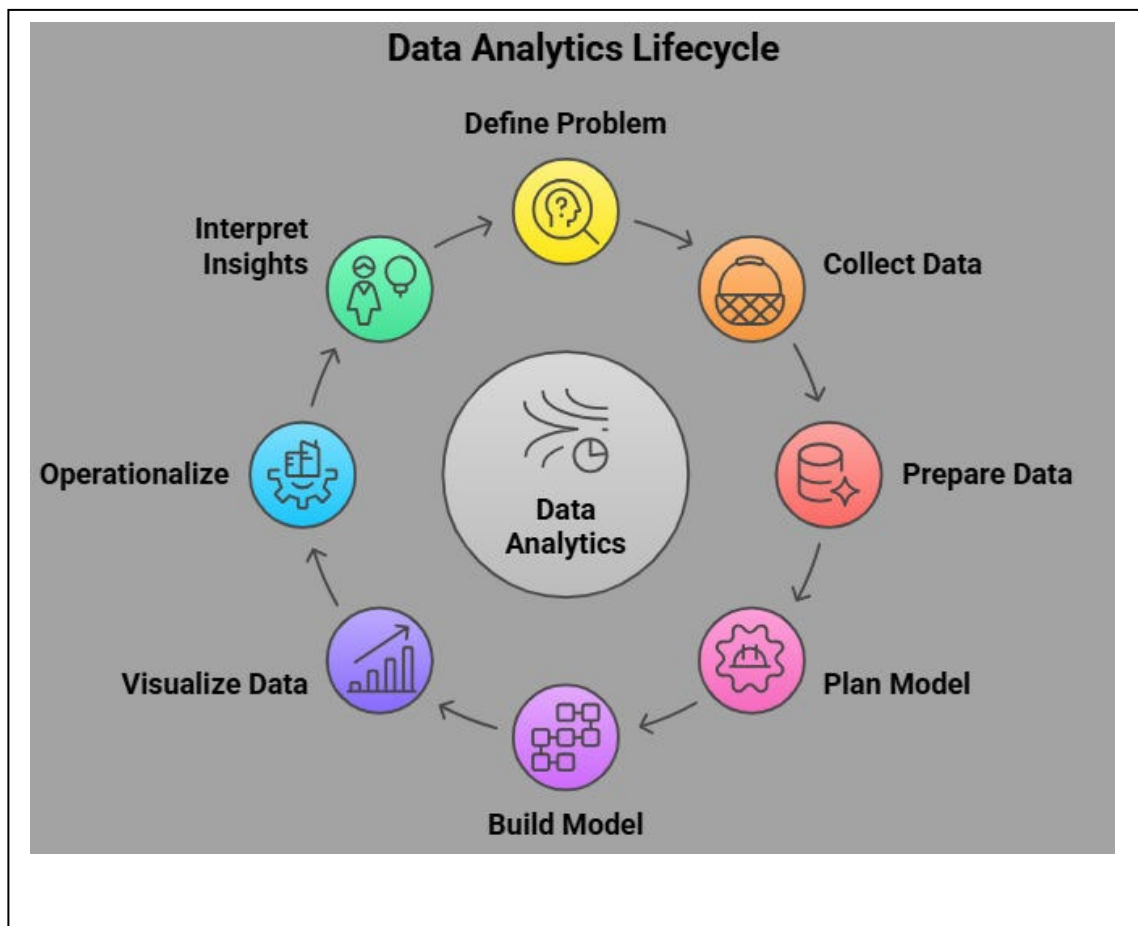 Data Analytics Lifecycle
Define Problem
Interpret
Insights
Collect Data
Operationalize
Data
Analytics
Prepare Data
Visualize Data
Plan Model
Build Model
?